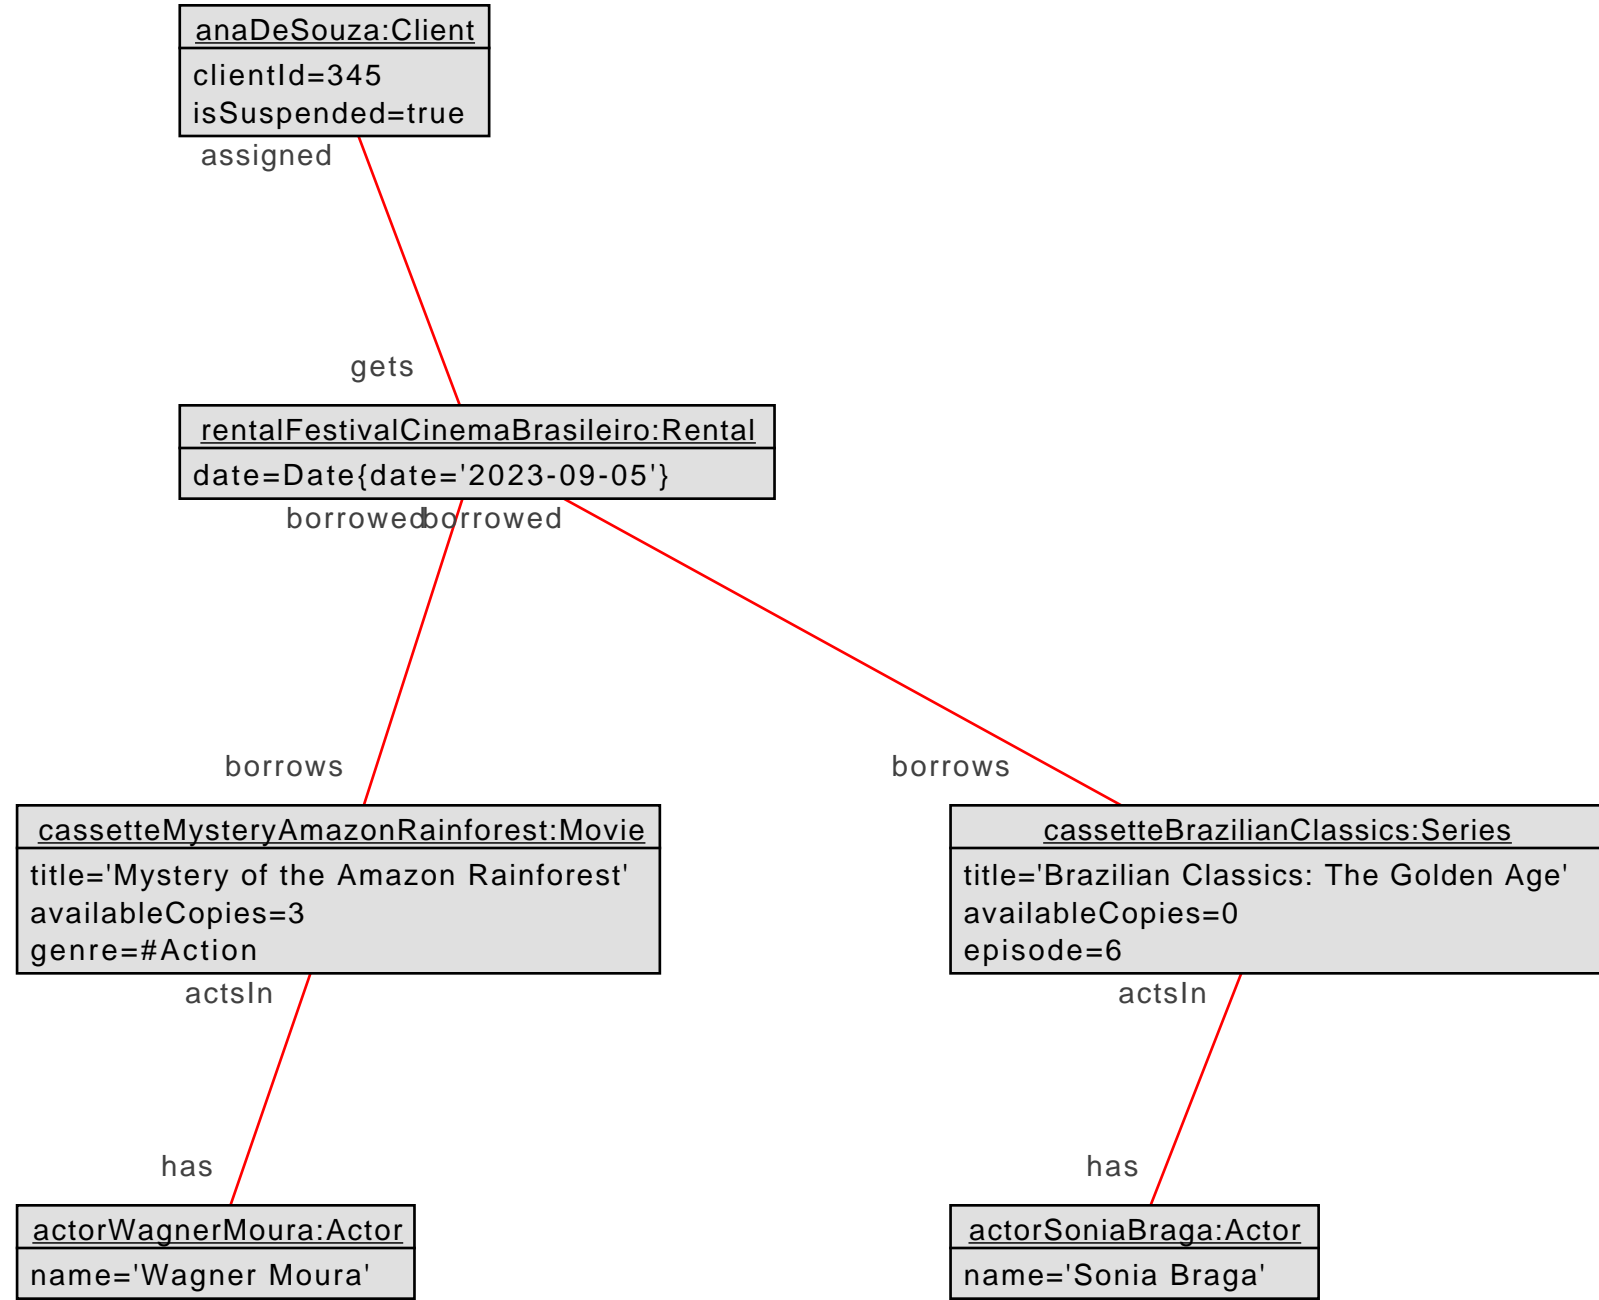 anaDeSouza:Client
clientId=345
isSuspended=true
assigned
gets
rentalFestivalCinemaBrasileiro:Rental
date=Date{date='2023-09-05'}
borrowed borrowed
borrows borrows
cassetteMysteryAmazonRainforest:Movie
title='Mystery of the Amazon Rainforest'
availableCopies=3
genre=#Action
cassetteBrazilianClassics:Series
title='Brazilian Classics: The Golden Age'
availableCopies=0
episode=6
actsIn actsIn
has has
actorWagnerMoura:Actor
name='Wagner Moura'
actorSoniaBraga:Actor
name='Sonia Braga'